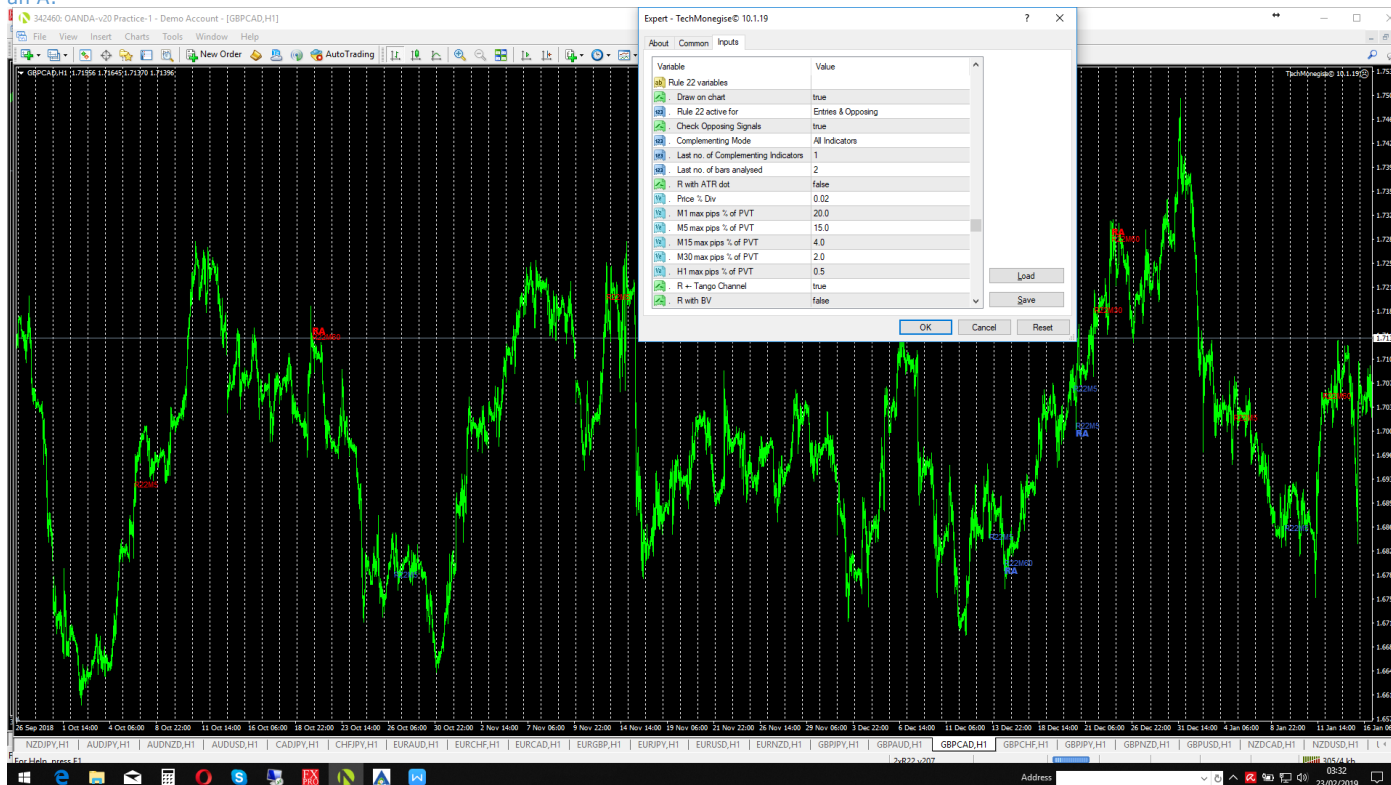 an A?
342460: OANDA-v20 Practice-1 - Demo Account - [GBPCAD,H1]
File View Insert Charts Tools Window Help
New Order AutoTrading
GBPCAD,H1 1.71556 1.71645 1.71370 1.71396
TechMonegise© 10.1.19
Expert - TechMonegise© 10.1.19
About Common Inputs
Variable Value
Rule 22 variables
. Draw on chart true
. Rule 22 active for Entries & Opposing
. Check Opposing Signals true
. Complementing Mode All Indicators
. Last no. of Complementing Indicators 1
. Last no. of bars analysed 2
. R with ATR dot false
. Price % Div 0.02
. M1 max pips % of PVT 20.0
. M5 max pips % of PVT 15.0
. M15 max pips % of PVT 4.0
. M30 max pips % of PVT 2.0
. H1 max pips % of PVT 0.5
. R ← Tango Channel true
. R with BV false
Load
Save
OK Cancel Reset
RA
RA
RA
R22M5
R22M5
RA
R22M60
RA
26 Sep 2018 1 Oct 14:00 4 Oct 06:00 8 Oct 22:00 11 Oct 14:00 16 Oct 06:00 18 Oct 22:00 23 Oct 14:00 26 Oct 06:00 30 Oct 22:00 2 Nov 14:00 7 Nov 06:00 9 Nov 22:00 14 Nov 14:00 19 Nov 06:00 21 Nov 22:00 26 Nov 14:00 29 Nov 06:00 3 Dec 22:00 6 Dec 14:00 11 Dec 06:00 13 Dec 22:00 18 Dec 14:00 21 Dec 06:00 26 Dec 22:00 31 Dec 14:00 4 Jan 06:00 8 Jan 22:00 11 Jan 14:00
NZDJPY,H1 AUDJPY,H1 AUDNZD,H1 AUDUSD,H1 CADJPY,H1 CHFJPY,H1 EURAUD,H1 EURCHF,H1 EURCAD,H1 EURGBP,H1 EURJPY,H1 EURUSD,H1 EURNZD,H1 GBPJPY,H1 GBPAUD,H1 GBPCAD,H1 GBPCHF,H1 GBPJPY,H1 GBPNZD,H1 GBPUSD,H1 NZDCAD,H1 NZDUSD,H1
For Help, press F1 2xR22 v207 305/4 kb
FX PRO Address 03:32
23/02/2019